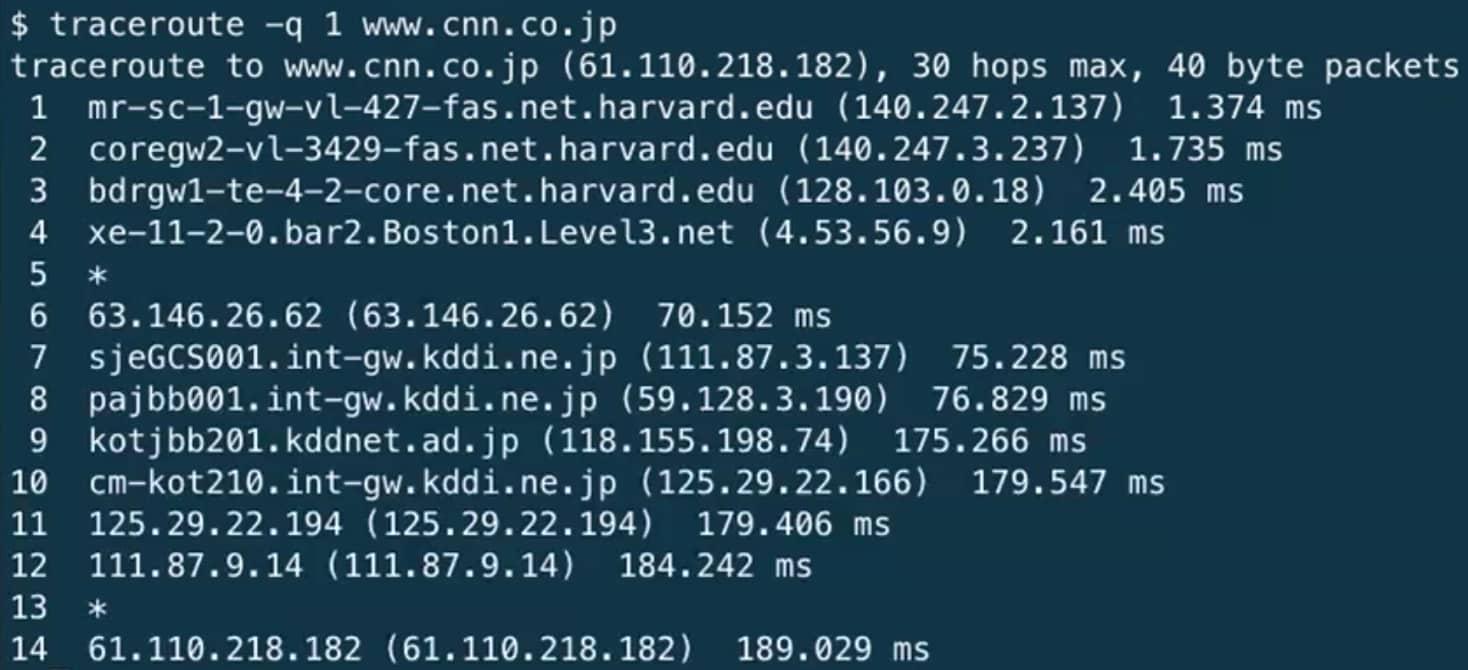 $ traceroute -q 1 www.cnn.co.jp
traceroute to www.cnn.co.jp (61.110.218.182), 30 hops max, 40 byte packets
1 mr-sc-1-gw-vl-427-fas.net.harvard.edu (140.247.2.137) 1.374 ms
2 coregw2-vl-3429-fas.net.harvard.edu (140.247.3.237) 1.735 ms
3 bdrgw1-te-4-2-core.net.harvard.edu (128.103.0.18) 2.405 ms
4 xe-11-2-0.bar2.Boston1.Level3.net (4.53.56.9) 2.161 ms
5 *
6 63.146.26.62 (63.146.26.62) 70.152 ms
7 sjeGCS001.int-gw.kddi.ne.jp (111.87.3.137) 75.228 ms
8 pajbb001.int-gw.kddi.ne.jp (59.128.3.190) 76.829 ms
9 kotjbb201.kddnet.ad.jp (118.155.198.74) 175.266 ms
10 cm-kot210.int-gw.kddi.ne.jp (125.29.22.166) 179.547 ms
11 125.29.22.194 (125.29.22.194) 179.406 ms
12 111.87.9.14 (111.87.9.14) 184.242 ms
13 *
14 61.110.218.182 (61.110.218.182) 189.029 ms